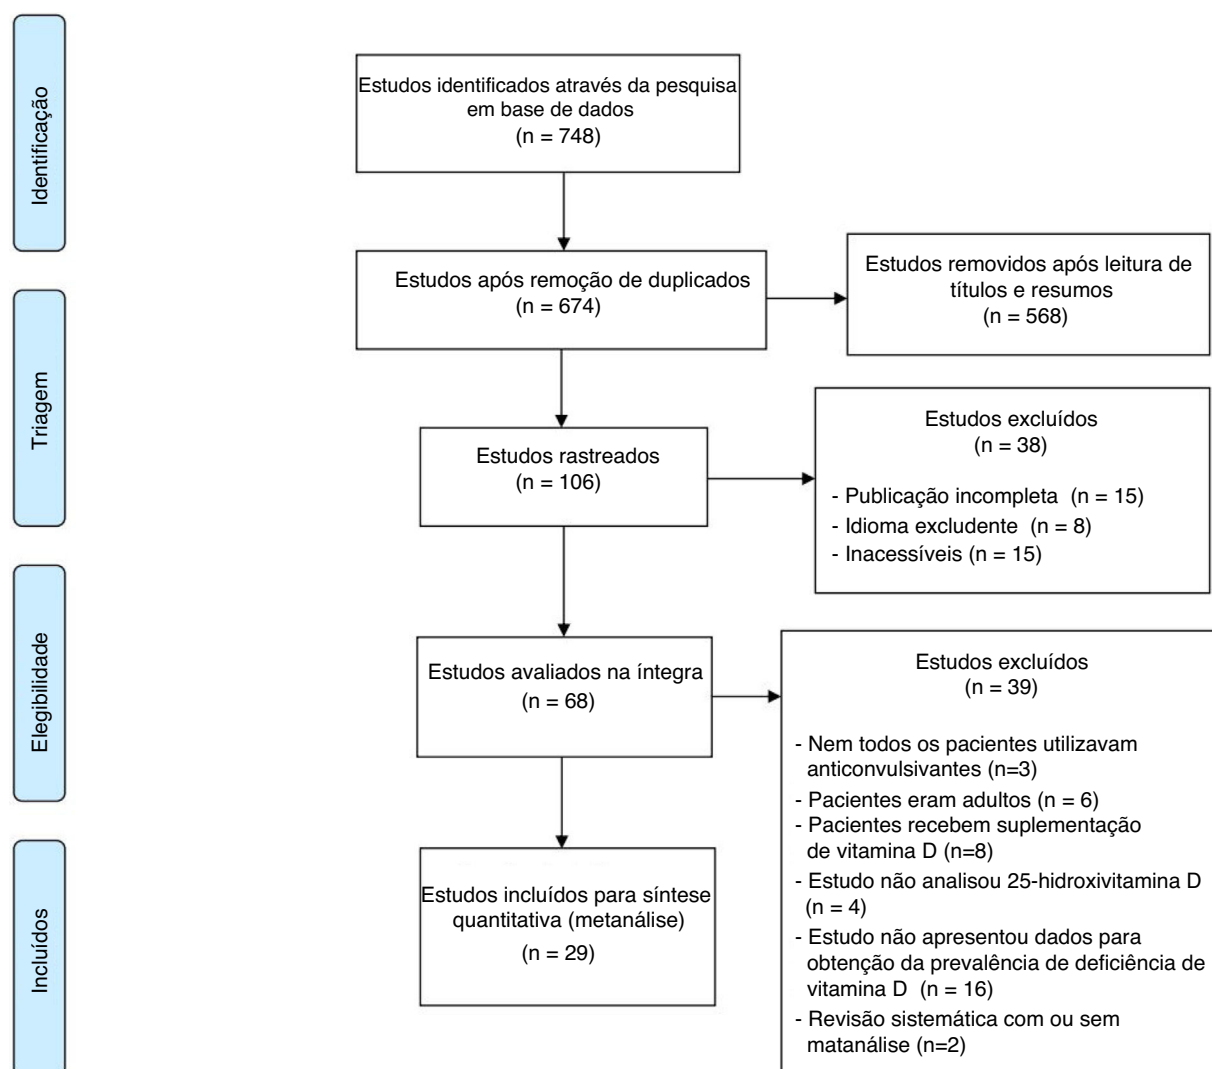 Identificação
Estudos identificados através da pesquisa
em base de dados
(n = 748)
Estudos após remoção de duplicados
(n = 674)
Estudos removidos após leitura de
títulos e resumos
(n = 568)
Triagem
Estudos rastreados
(n = 106)
Estudos excluídos
(n = 38)
- Publicação incompleta (n = 15)
- Idioma excludente (n = 8)
- Inacessíveis (n = 15)
Elegibilidade
Estudos avaliados na íntegra
(n = 68)
Estudos excluídos
(n = 39)
- Nem todos os pacientes utilizavam
anticonvulsivantes (n=3)
- Pacientes eram adultos (n = 6)
- Pacientes recebem suplementação
de vitamina D (n=8)
- Estudo não analisou 25-hidroxivitamina D
(n = 4)
- Estudo não apresentou dados para
obtenção da prevalência de deficiência de
vitamina D (n = 16)
- Revisão sistemática com ou sem
matanálise (n=2)
Incluídos
Estudos incluídos para síntese
quantitativa (metanálise)
(n = 29)